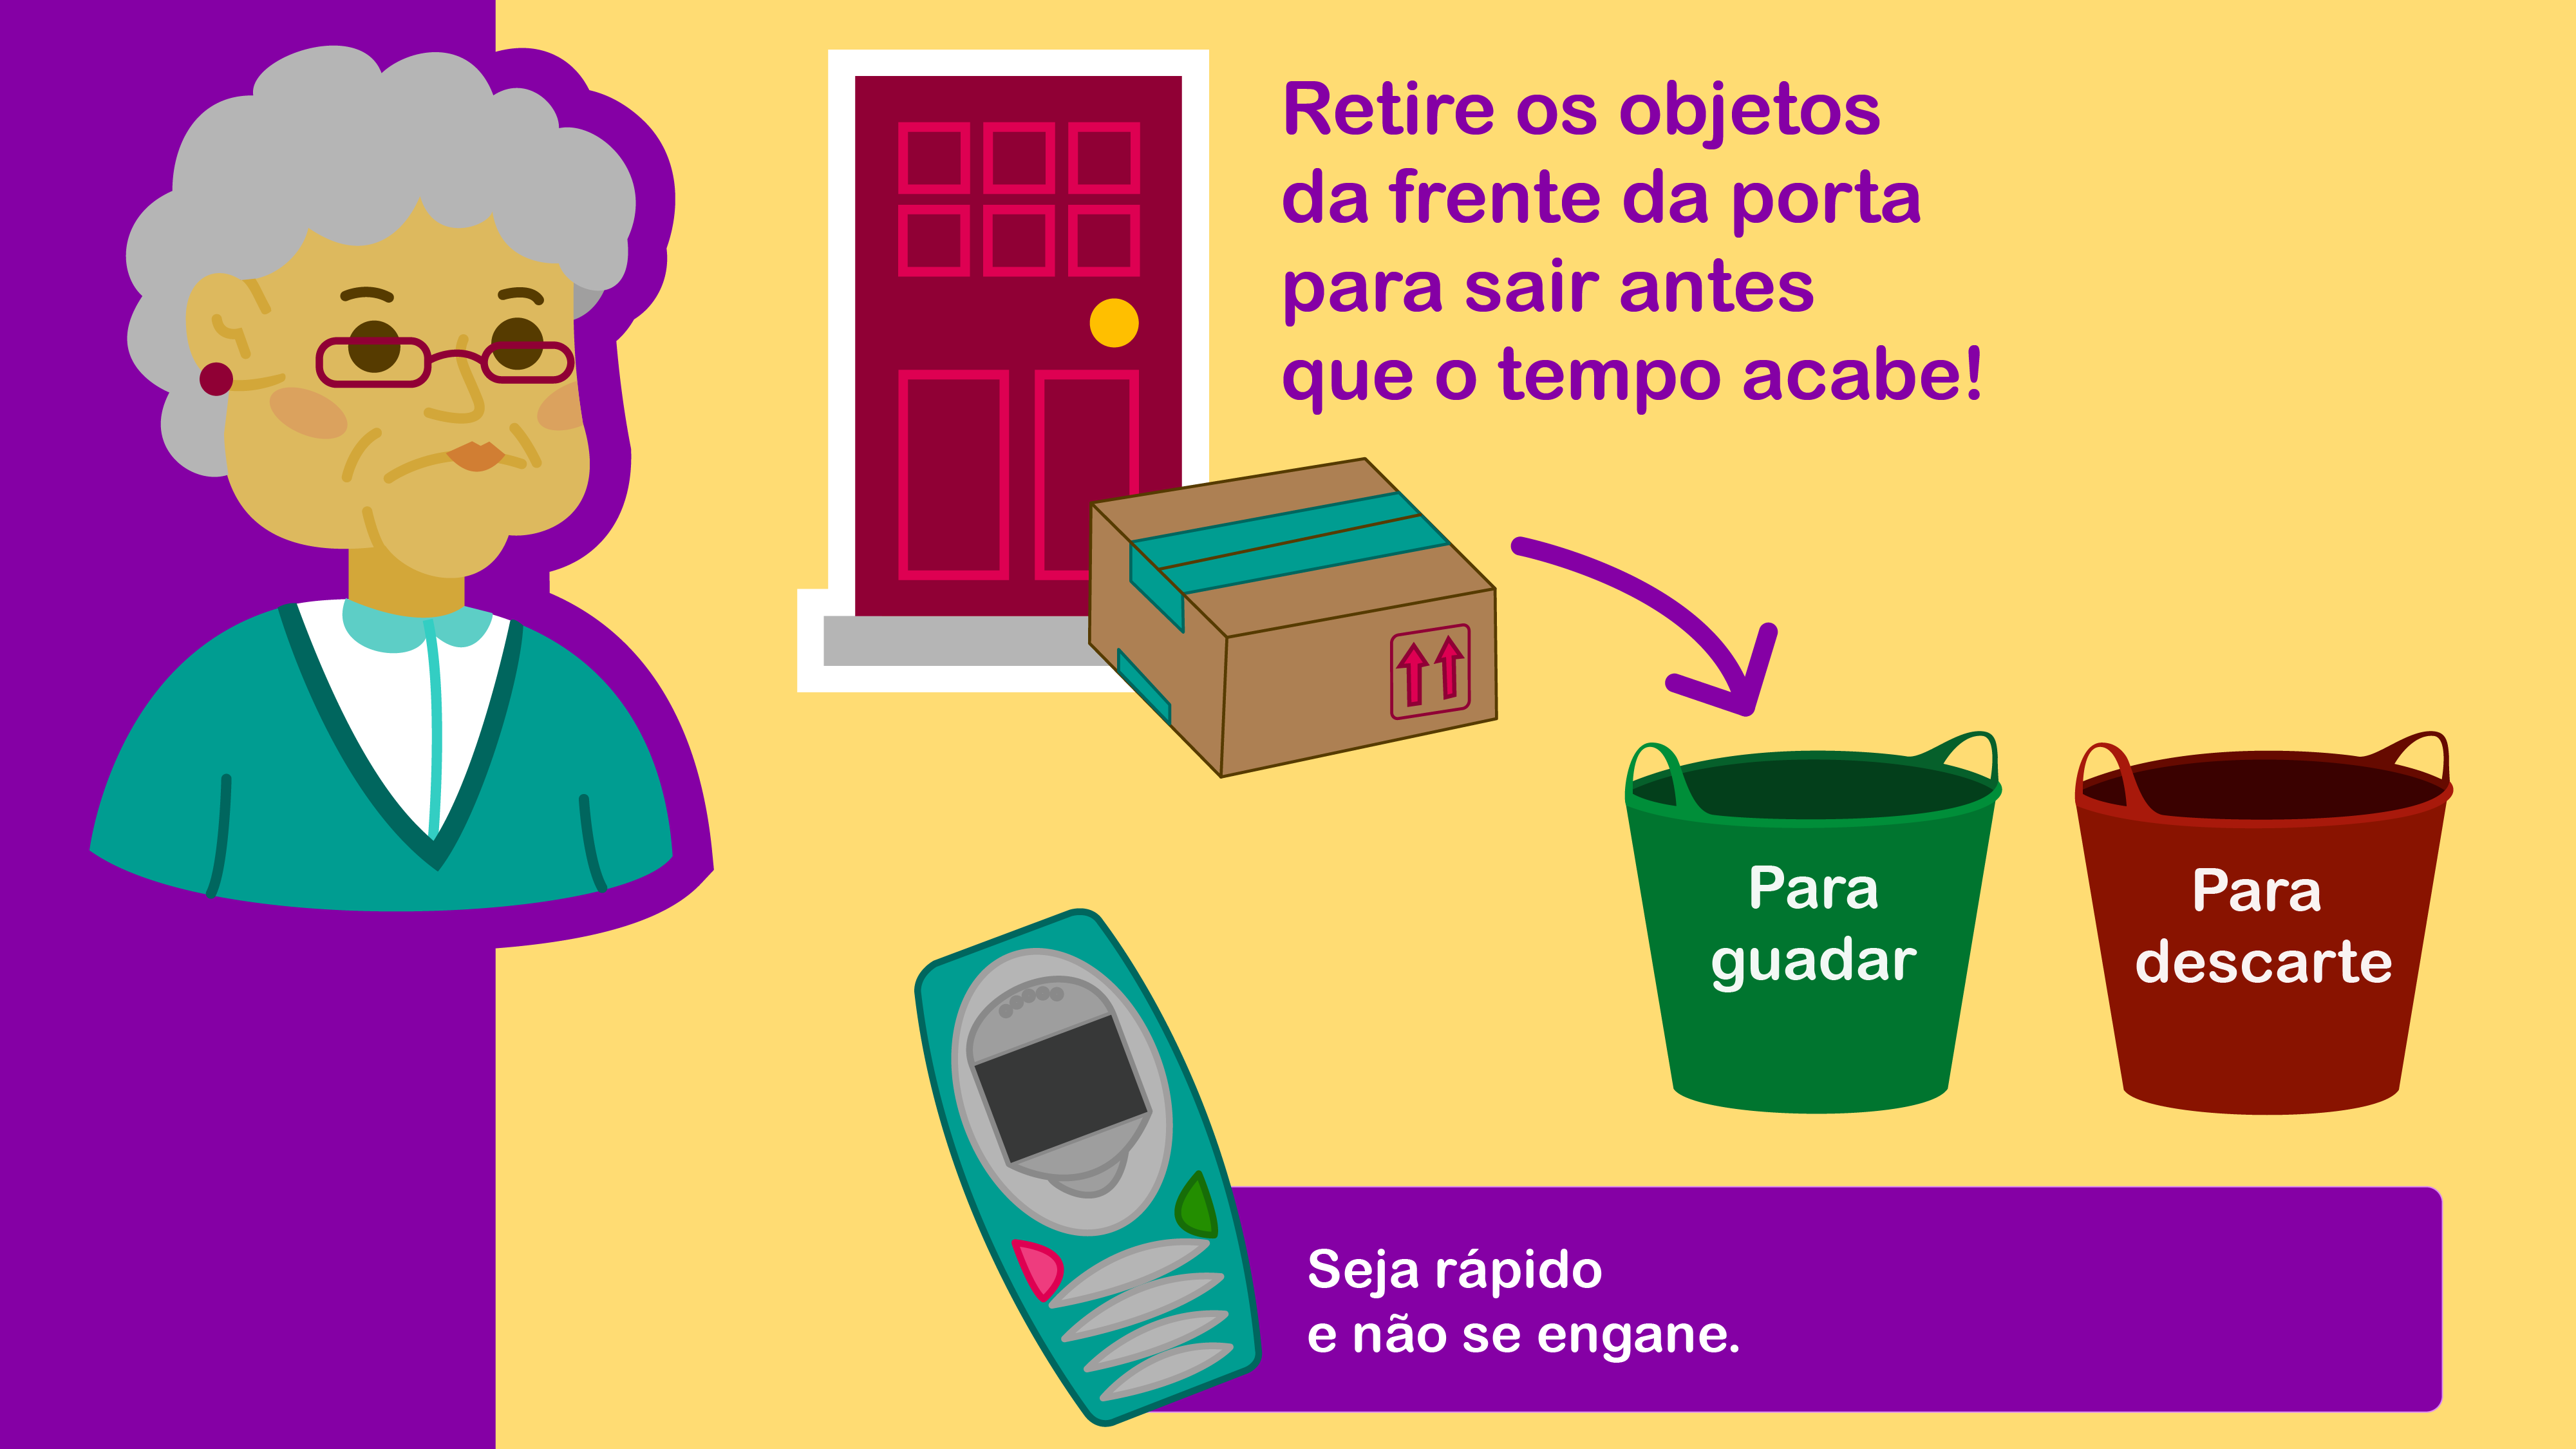 Retire os objetos
da frente da porta
para sair antes
que o tempo acabe!
Para
guadar
Para
descarte
Seja rápido
e não se engane.